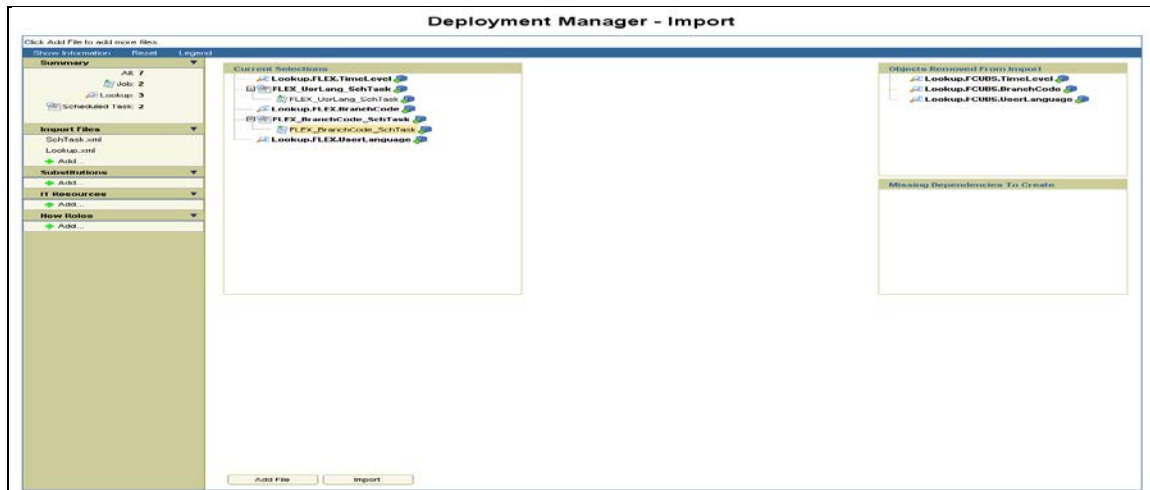 Deployment Manager - Import
Click Add File to add more files.
Show Information Reset Legend
Summary
All: 7
Job: 2
Lookup: 3
Scheduled Task: 2
Import Files
SchTask.xml
Lookup.xml
Add...
Substitutions
Add...
IT Resources
Add...
New Roles
Add...
Current Selections
Lookup.FLEX.TimeLevel
FLEX_UsrLang_SchTask
FLEX_UsrLang_SchTask
Lookup.FLEX.BranchCode
FLEX_BranchCode_SchTask
FLEX_BranchCode_SchTask
Lookup.FLEX.UserLanguage
Objects Removed From Import
Lookup.FCUBS.TimeLevel
Lookup.FCUBS.BranchCode
Lookup.FCUBS.UserLanguage
Missing Dependencies To Create
Add File Import